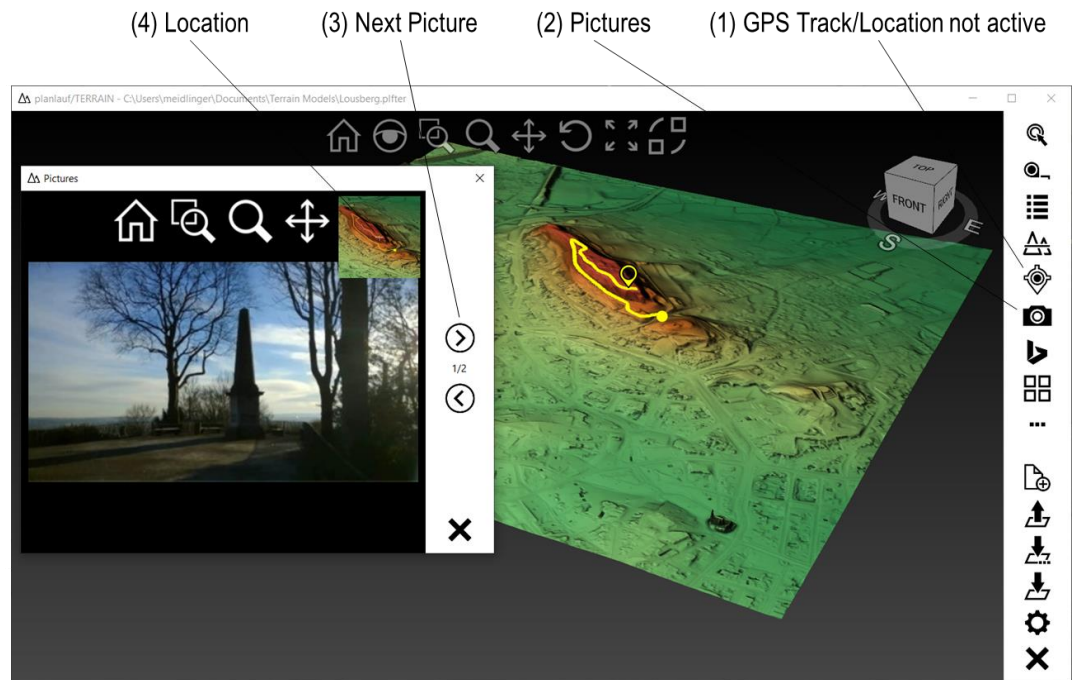 (4) Location (3) Next Picture (2) Pictures (1) GPS Track/Location not active
planlauf/TERRAIN - C:\Users\meidlinger\Documents\Terrain Models\Lousberg.plfter
Pictures
TOP
FRONT
RIGHT
W
S
E
1/2